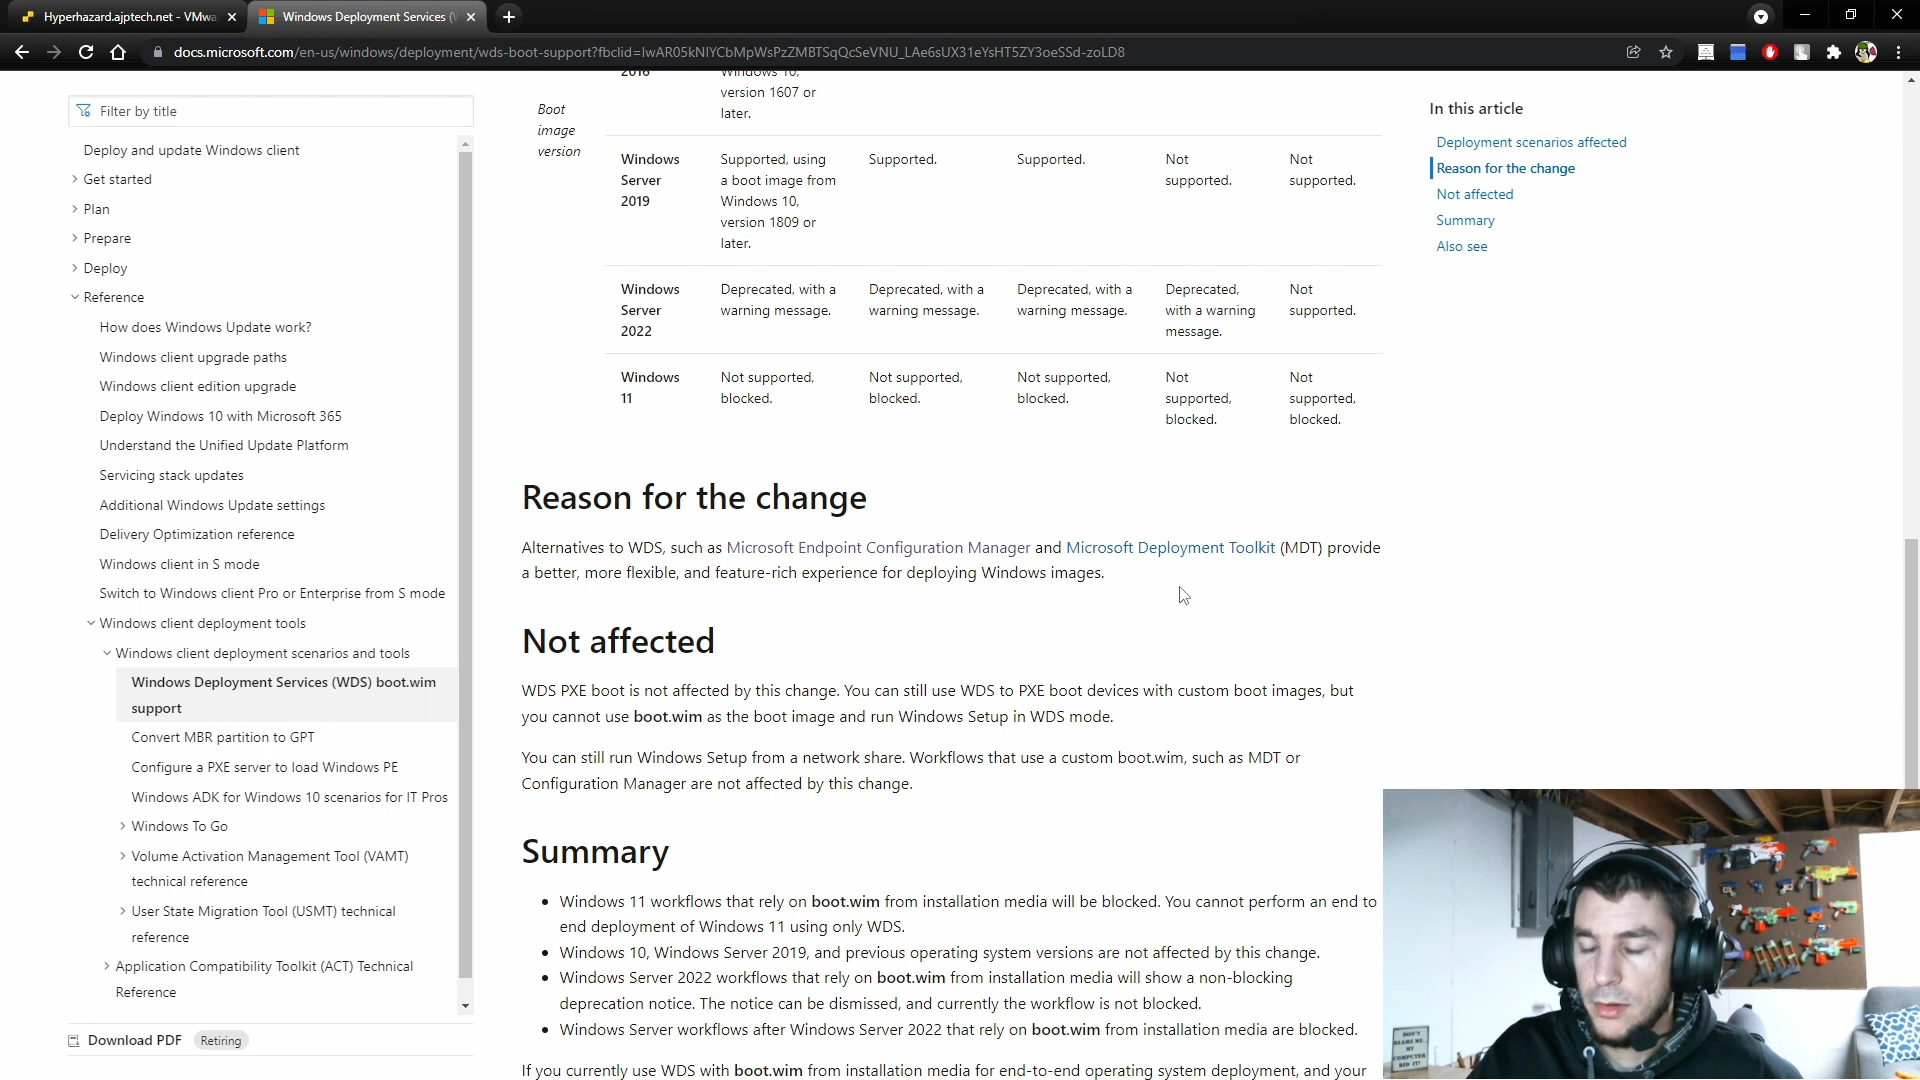 Hyperhazard.ajptech.net - VMwa
Windows Deployment Services (
docs.microsoft.com/en-us/windows/deployment/wds-boot-support?fbclid=IwAR05kNIYCbMpWsPzZMBTSqQcSeVNU_LAe6sUX31eYsHT5ZY3oeSSd-zoLD8
Filter by title
Deploy and update Windows client
Get started
Plan
Prepare
Deploy
Reference
How does Windows Update work?
Windows client upgrade paths
Windows client edition upgrade
Deploy Windows 10 with Microsoft 365
Understand the Unified Update Platform
Servicing stack updates
Additional Windows Update settings
Delivery Optimization reference
Windows client in S mode
Switch to Windows client Pro or Enterprise from S mode
Windows client deployment tools
Windows client deployment scenarios and tools
Windows Deployment Services (WDS) boot.wim
support
Convert MBR partition to GPT
Configure a PXE server to load Windows PE
Windows ADK for Windows 10 scenarios for IT Pros
Windows To Go
Volume Activation Management Tool (VAMT)
technical reference
User State Migration Tool (USMT) technical
reference
Application Compatibility Toolkit (ACT) Technical
Reference
Download PDF Retiring
Boot
image
version
2016
Windows 10,
version 1607 or
later.
Windows
Server
2019
Supported, using
a boot image from
Windows 10,
version 1809 or
later.
Supported.
Supported.
Not
supported.
Not
supported.
Windows
Server
2022
Deprecated, with a
warning message.
Deprecated, with a
warning message.
Deprecated, with a
warning message.
Deprecated,
with a warning
message.
Not
supported.
Windows
11
Not supported,
blocked.
Not supported,
blocked.
Not supported,
blocked.
Not
supported,
blocked.
Not
supported,
blocked.
Reason for the change
Alternatives to WDS, such as Microsoft Endpoint Configuration Manager and Microsoft Deployment Toolkit (MDT) provide
a better, more flexible, and feature-rich experience for deploying Windows images.
Not affected
WDS PXE boot is not affected by this change. You can still use WDS to PXE boot devices with custom boot images, but
you cannot use boot.wim as the boot image and run Windows Setup in WDS mode.
You can still run Windows Setup from a network share. Workflows that use a custom boot.wim, such as MDT or
Configuration Manager are not affected by this change.
Summary
• Windows 11 workflows that rely on boot.wim from installation media will be blocked. You cannot perform an end to
end deployment of Windows 11 using only WDS.
• Windows 10, Windows Server 2019, and previous operating system versions are not affected by this change.
• Windows Server 2022 workflows that rely on boot.wim from installation media will show a non-blocking
deprecation notice. The notice can be dismissed, and currently the workflow is not blocked.
• Windows Server workflows after Windows Server 2022 that rely on boot.wim from installation media are blocked.
If you currently use WDS with boot.wim from installation media for end-to-end operating system deployment, and your
In this article
Deployment scenarios affected
Reason for the change
Not affected
Summary
Also see
DON'T
BLAME ME...
MY
COMPUTER
DID IT!